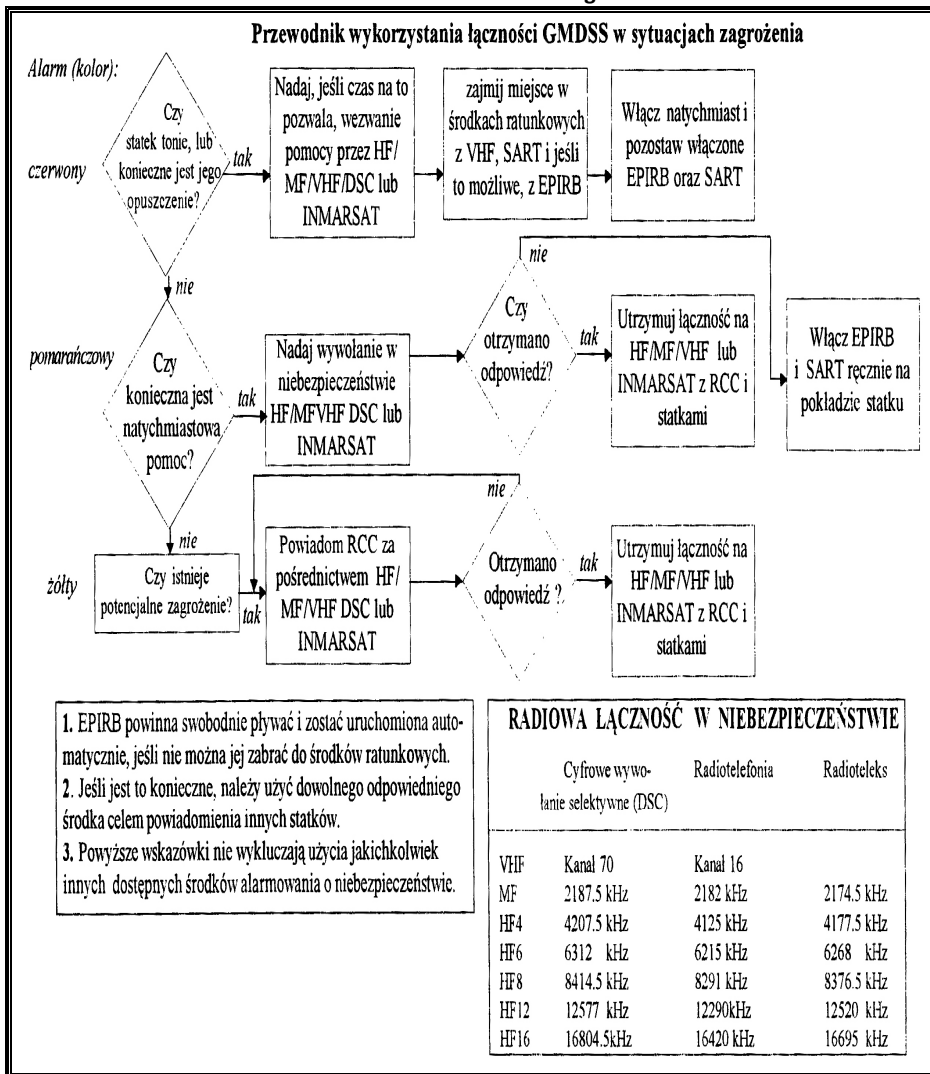 Przewodnik wykorzystania łączności GMDSS w sytuacjach zagrożenia
Alarm (kolor):
czerwony
Czy
statek tonie, lub
konieczne jest jego
opuszczenie?
tak
Nadaj, jeśli czas na to
pozwala, wezwanie
pomocy przez HF/
MF/VHF/DSC lub
INMARSAT
zajmij miejsce w
środkach ratunkowych
z VHF, SART i jeśli
to możliwe, z EPIRB
Włącz natychmiast i
pozostaw włączone
EPIRB oraz SART
nie
pomarańczowy
Czy
konieczna jest
natychmiastowa
pomoc?
tak
Nadaj wywołanie w
niebezpieczeństwie
HF/MFVHF DSC lub
INMARSAT
Czy
otrzymano
odpowiedź?
nie
tak
Utrzymuj łączność na
HF/MF/VHF lub
INMARSAT z RCC i
statkami
Włącz EPIRB
i SART ręcznie na
pokładzie statku
nie
żółty
Czy istnieje
potencjalne zagrożenie?
tak
Powiadom RCC za
pośrednictwem HF/
MF/VHF DSC lub
INMARSAT
nie
Otrzymano
odpowiedź ?
tak
Utrzymuj łączność na
HF/MF/VHF lub
INMARSAT z RCC i
statkami
1. EPIRB powinna swobodnie pływać i zostać uruchomiona auto-
matycznie, jeśli nie można jej zabrać do środków ratunkowych.
2. Jeśli jest to konieczne, należy użyć dowolnego odpowiedniego
środka celem powiadomienia innych statków.
3. Powyższe wskazówki nie wykluczają użycia jakichkolwiek
innych dostępnych środków alarmowania o niebezpieczeństwie.
RADIOWA LĄCZNOŚĆ W NIEBEZPIECZEŃSTWIE
Cyfrowe wywo- Radiotelefonia Radioteleks
łanie selektywne (DSC)
VHF Kanał 70 Kanał 16
MF 2187.5 kHz 2182 kHz 2174.5 kHz
HF4 4207.5 kHz 4125 kHz 4177.5 kHz
HF6 6312 kHz 6215 kHz 6268 kHz
HF8 8414.5 kHz 8291 kHz 8376.5 kHz
HF12 12577 kHz 12290kHz 12520 kHz
HF16 16804.5kHz 16420 kHz 16695 kHz